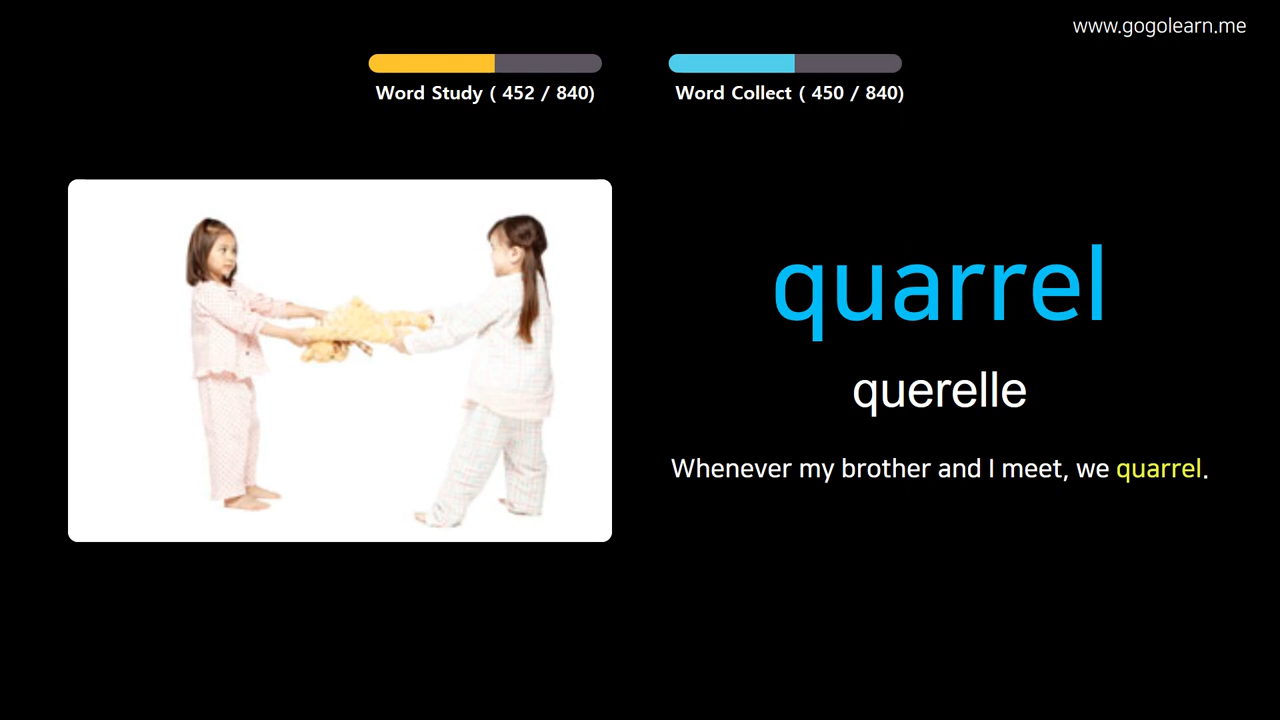 www.gogolearn.me
Word Study ( 452 / 840)
Word Collect ( 450 / 840)
quarrel
querelle
Whenever my brother and I meet, we quarrel.